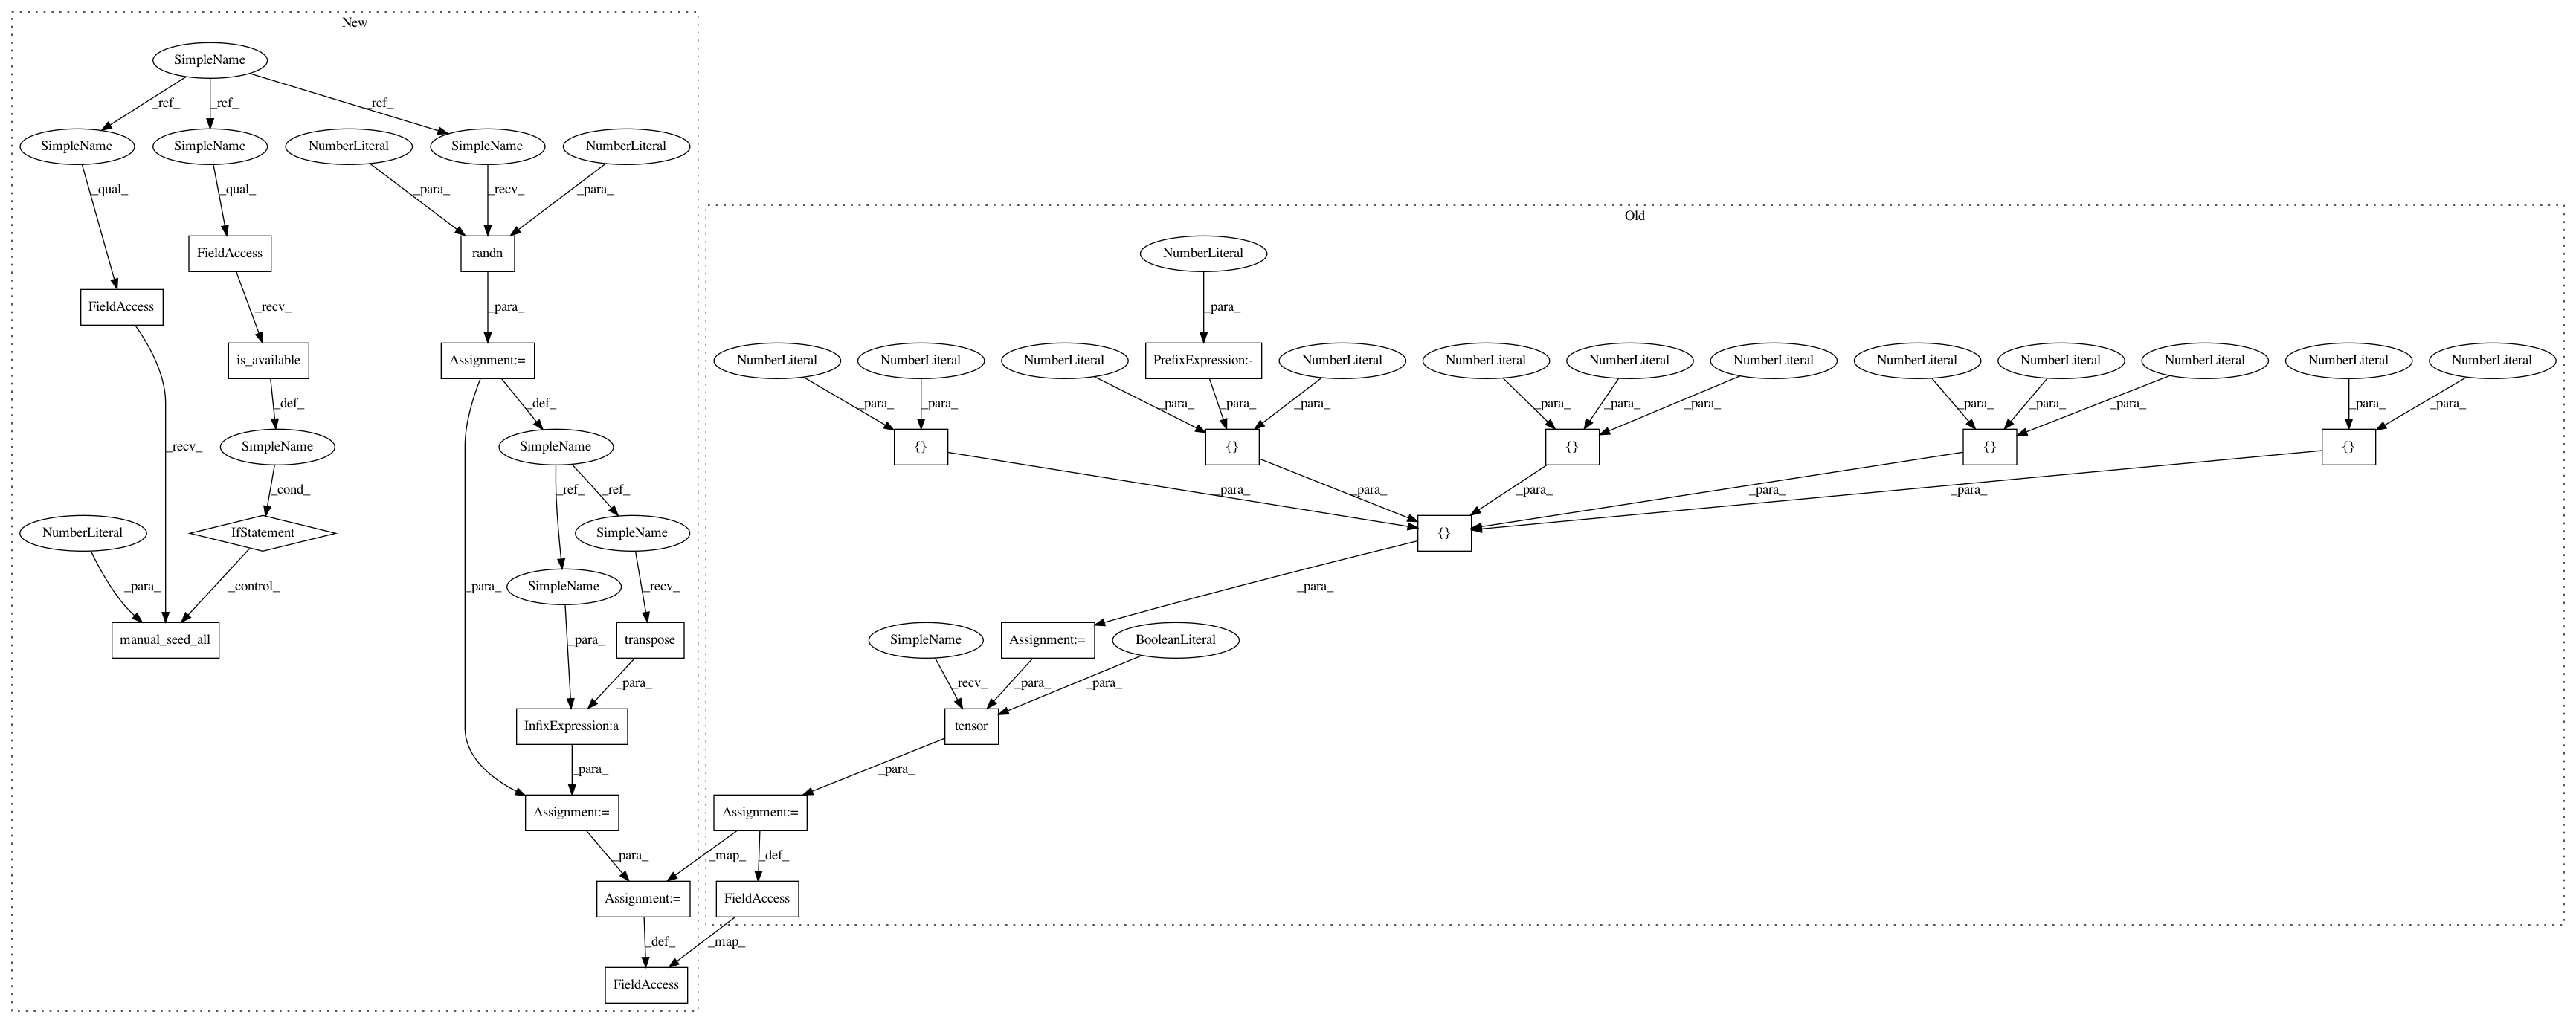 New
SimpleName
_ref_ _ref_ _ref_
SimpleName SimpleName NumberLiteral SimpleName NumberLiteral
_qual_ _qual_ _para_ _recv_ _para_
Old
NumberLiteral
FieldAccess randn
FieldAccess
_recv_ _para_ _para_
is_available Assignment:= NumberLiteral NumberLiteral NumberLiteral PrefixExpression:- NumberLiteral NumberLiteral NumberLiteral NumberLiteral NumberLiteral NumberLiteral NumberLiteral NumberLiteral NumberLiteral
_def_ _def_ _para_ _para_ _para_ _para_ _para_ _para_ _para_ _para_ _para_ _para_ _para_ _para_ _para_
_recv_ SimpleName SimpleName {} {} {} {} {}
_cond_ _ref_ _ref_ _para_ _para_ _para_ _para_ _para_
NumberLiteral IfStatement SimpleName {}
_para_ _control_ _para_ SimpleName _para_
manual_seed_all _para_ transpose SimpleName Assignment:= BooleanLiteral
_para_ _recv_ _para_ _para_
InfixExpression:a tensor
_para_ _para_
Assignment:= Assignment:=
_para_ _map_ _def_
Assignment:= FieldAccess
_def_ _map_
FieldAccess
_recv_